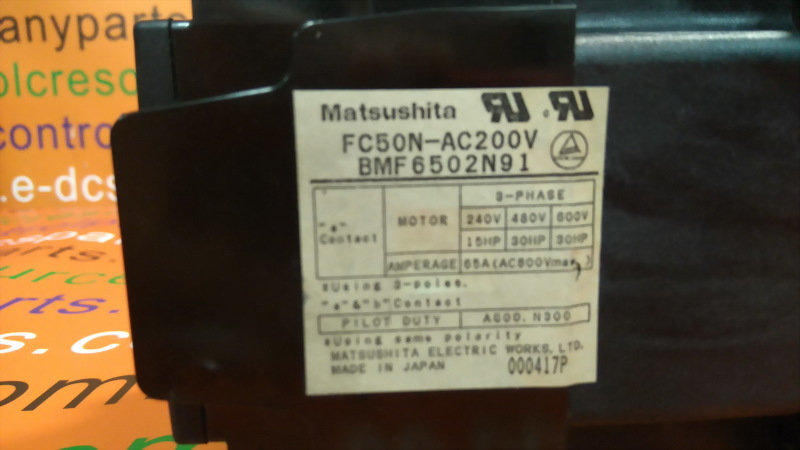 anyparts
plcresc
contro
.e-dcs
Matsushita
FC50N-AC200V
BMF6502N91
3-PHASE
"a" Contact
MOTOR
240V 480V 600V
15HP 30HP 30HP
AMPERAGE
65A(AC600Vmax)
※Using 3-poles.
"a"&"b"Contact
PILOT DUTY
A600. N300
※Using same polarity
MATSUSHITA ELECTRIC WORKS, LTD.
MADE IN JAPAN
000417P